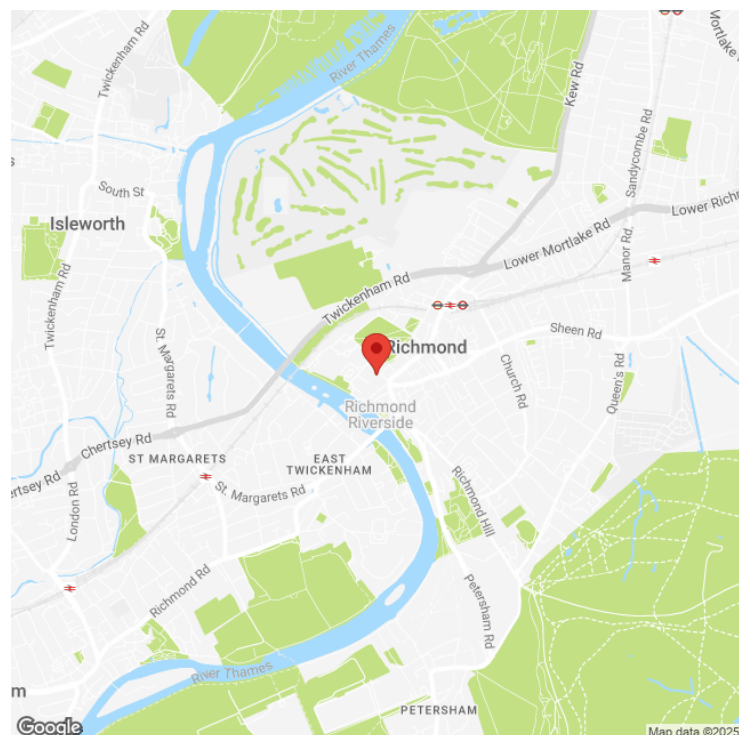 River Thames
Mortlake Rd
Twickenham Rd
Kew Rd
Sandycombe Rd
South St
Isleworth
Lower Mortlake Rd
Lower Richm
Manor Rd.
Twickenham Rd
Twickenham Rd
St. Margarets Rd
Sheen Rd
Richmond
Church Rd
Queen's Rd
Richmond
Riverside
Chertsey Rd
ST MARGARETS
EAST
TWICKENHAM
hertsey Rd
St. Margarets Rd
London Rd
Richmond Hill
Richmond Rd
Petersham Rd
River Thames
m
PETERSHAM
Google
Map data ©2025